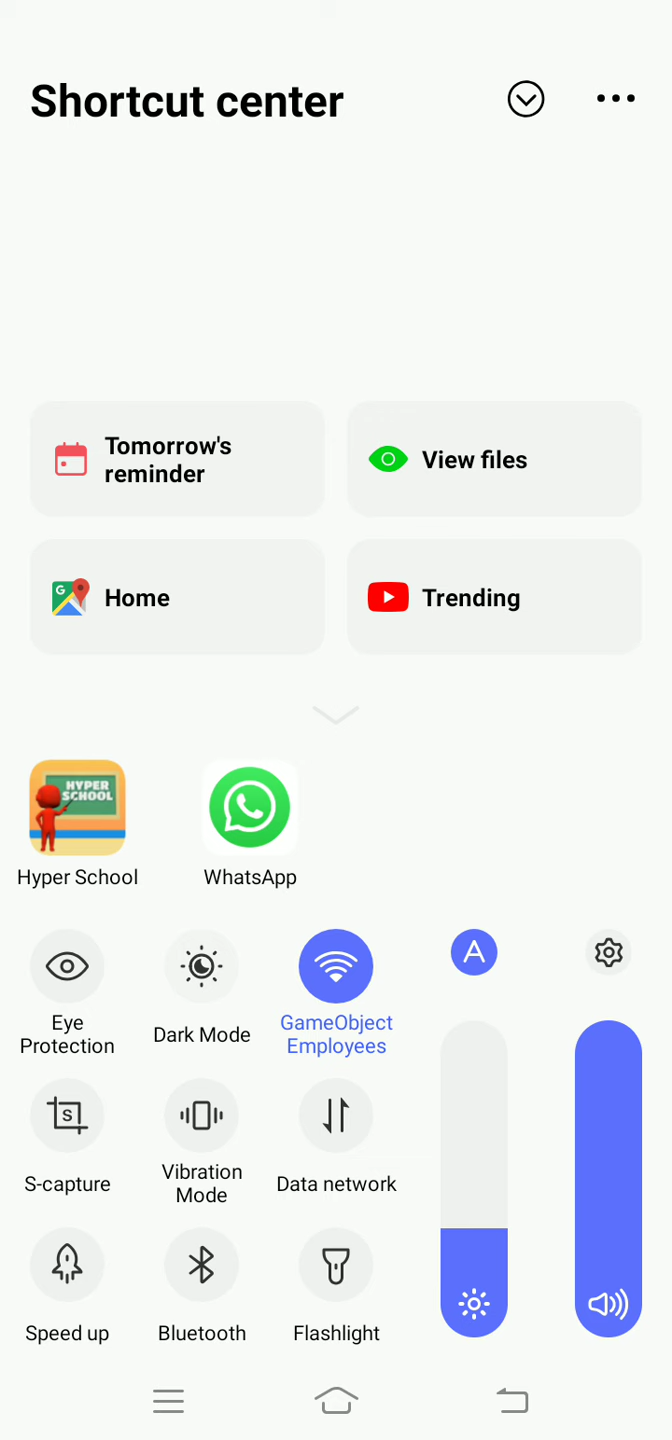 Shortcut center
Tomorrow's
reminder
View files
G
Home
Trending
HYPER
SCHOOL
Hyper School
WhatsApp
A
Eye
Protection
Dark Mode
GameObject
Employees
S
S-capture
Vibration
Mode
Data network
Speed up
Bluetooth
Flashlight